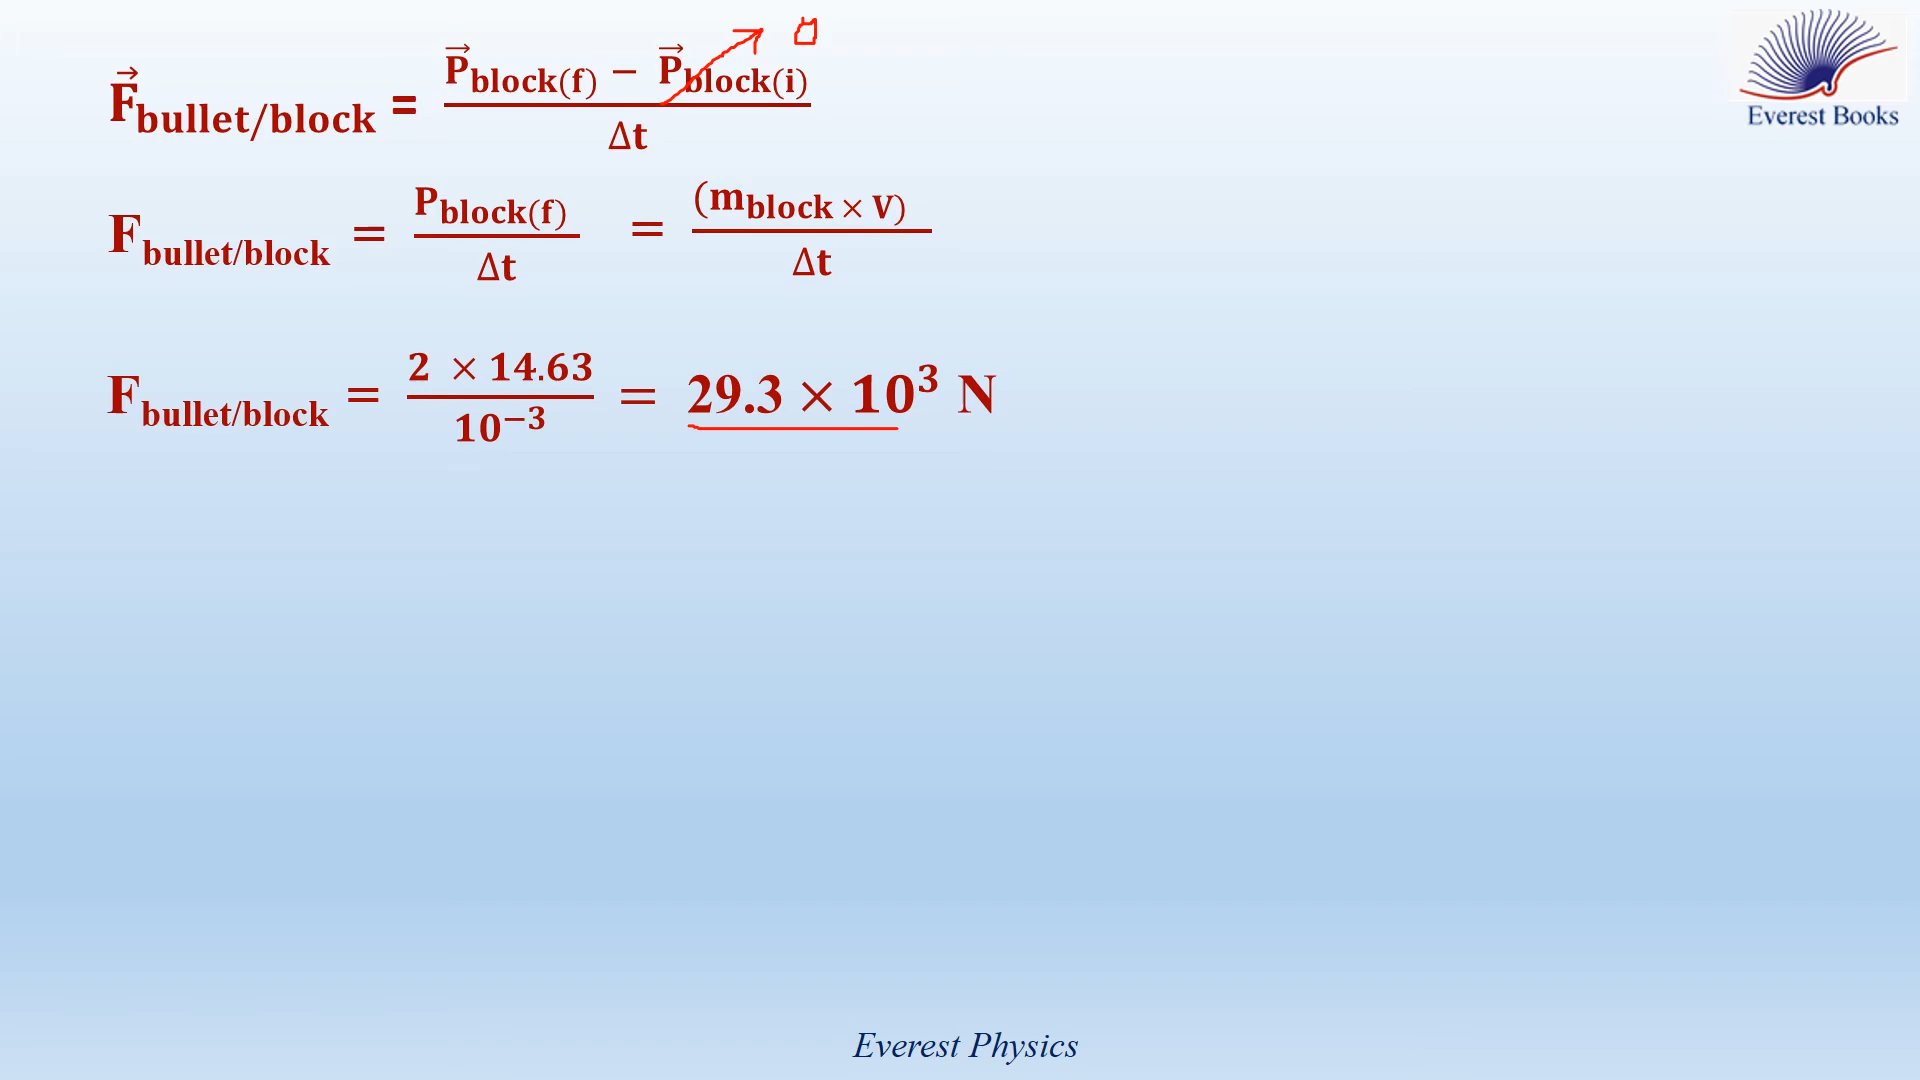 Everest Books
F⃗bullet/block = (P⃗block(f) − P⃗block(i)) / Δt 0
Fbullet/block = Pblock(f) / Δt = (mblock × V) / Δt
Fbullet/block = 2 × 14.63 / 10⁻³ = 29.3 × 10³ N
Everest Physics